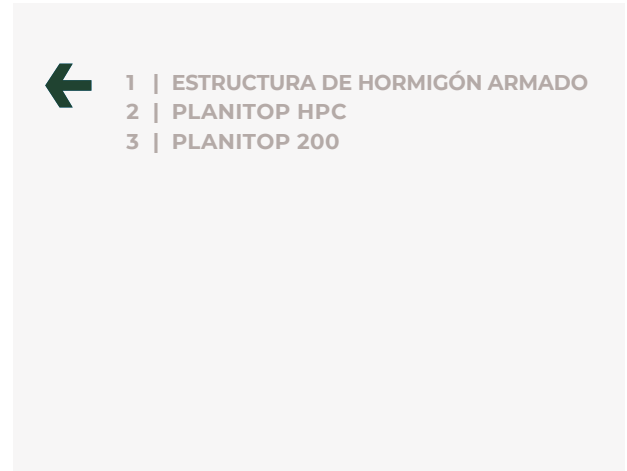 1 | ESTRUCTURA DE HORMIGÓN ARMADO
2 | PLANITOP HPC
3 | PLANITOP 200